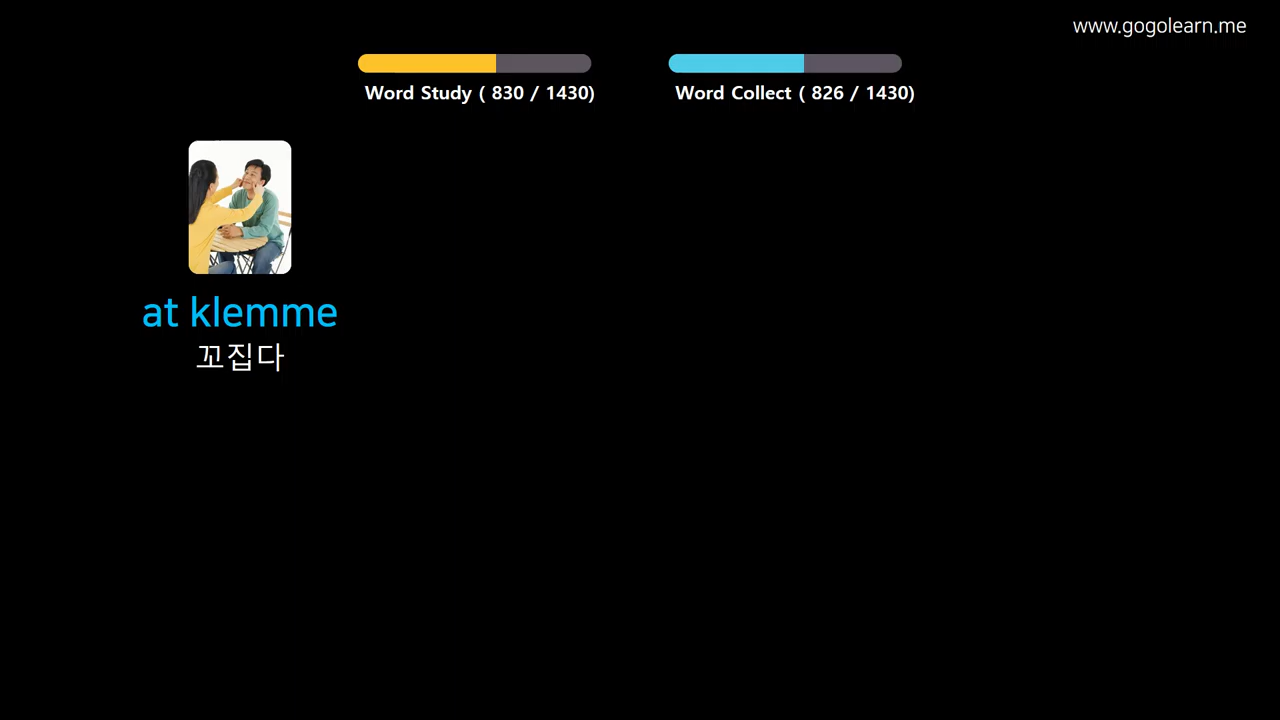 www.gogolearn.me
Word Study ( 830 / 1430)
Word Collect ( 826 / 1430)
at klemme
꼬집다